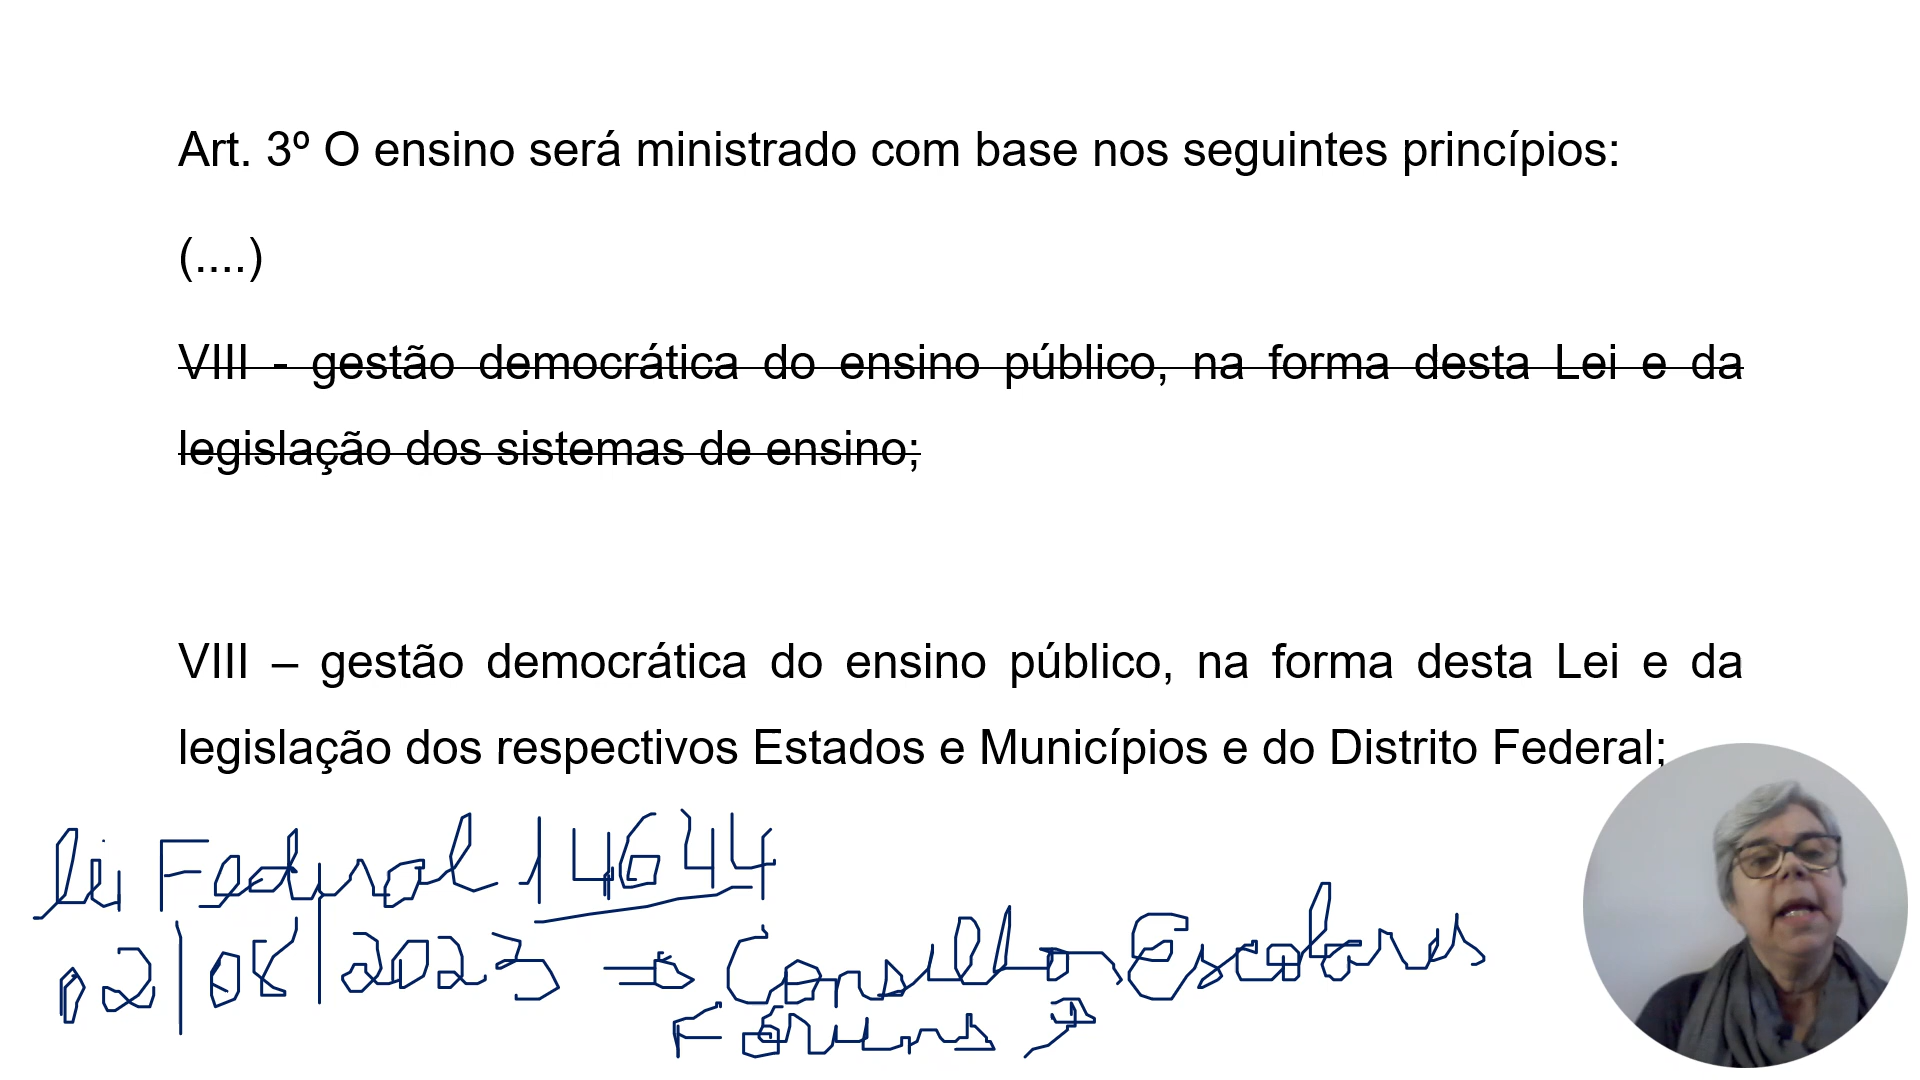 Art. 3º O ensino será ministrado com base nos seguintes princípios:
(....)
VIII - gestão democrática do ensino público, na forma desta Lei e da
legislação dos sistemas de ensino;
VIII – gestão democrática do ensino público, na forma desta Lei e da
legislação dos respectivos Estados e Municípios e do Distrito Federal;
lei Federal 14644
02/08/2023 ⇒ Conselhos Escolares
Fóruns